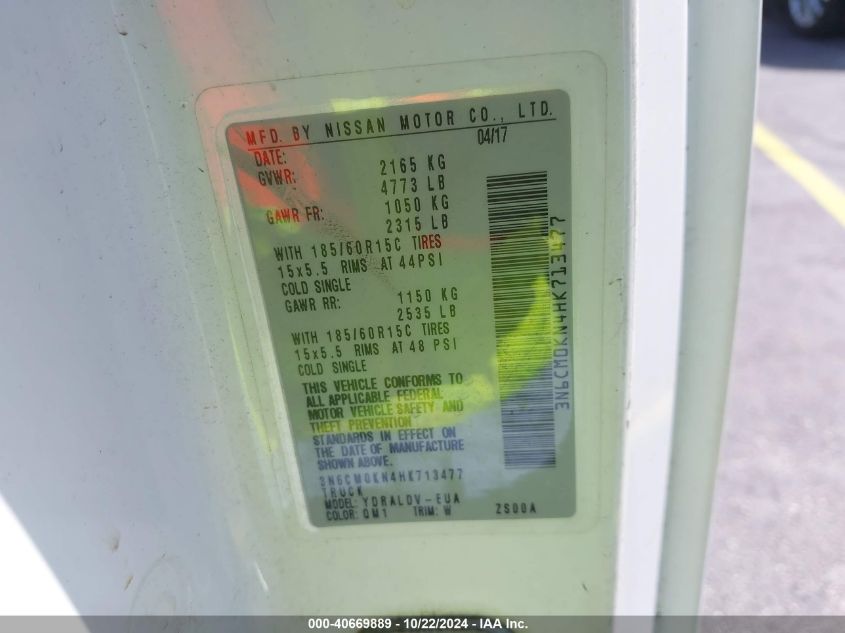 MFD. BY NISSAN MOTOR CO., LTD.
DATE: 04/17
GVWR: 2165 KG
4773 LB
GAWR FR: 1050 KG
2315 LB
WITH 185/60R15C TIRES
15x5.5 RIMS AT 44PSI
COLD SINGLE
GAWR RR: 1150 KG
2535 LB
WITH 185/60R15C TIRES
15x5.5 RIMS AT 48 PSI
COLD SINGLE
THIS VEHICLE CONFORMS TO
ALL APPLICABLE FEDERAL
MOTOR VEHICLE SAFETY AND
THEFT PREVENTION
STANDARDS IN EFFECT ON
THE DATE OF MANUFACTURE
SHOWN ABOVE.
3N6CM0KN4HK713477
TRUCK
MODEL: YDRALDV-EUA
COLOR: QM1 TRIM: W ZS00A
3N6CM0KN4HK713477
000-40669889 - 10/22/2024 - IAA Inc.